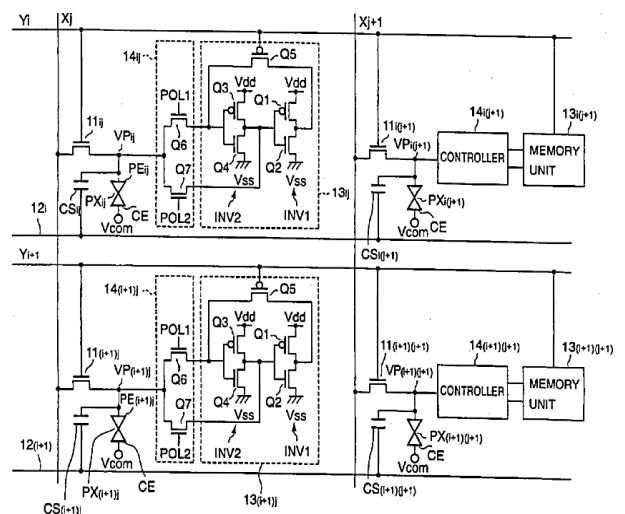 Yi
Xj
Xj+1
14ij
Q5
POL1
Q3
Vdd
Q1
Vdd
11ij
VPij
Q6
Q7
Q4
Q2
Vss
Vss
PEij
PXij
CE
CSij
Vcom
POL2
INV2
INV1
13ij
12i
11i(j+1)
VPi(j+1)
14i(j+1)
CONTROLLER
13i(j+1)
MEMORY
UNIT
PXi(j+1)
CE
Vcom
CSi(j+1)
Yi+1
14(i+1)j
Q5
POL1
Q3
Vdd
Q1
Vdd
11(i+1)j
VP(i+1)j
Q6
Q7
Q4
Q2
Vss
Vss
PE(i+1)j
POL2
INV2
INV1
12(i+1)
Vcom
CE
CS(i+1)j
PX(i+1)j
13(i+1)j
11(i+1)(j+1)
VP(i+1)(j+1)
14(i+1)(j+1)
CONTROLLER
13(i+1)(j+1)
MEMORY
UNIT
PX(i+1)(j+1)
CE
Vcom
CS(i+1)(j+1)